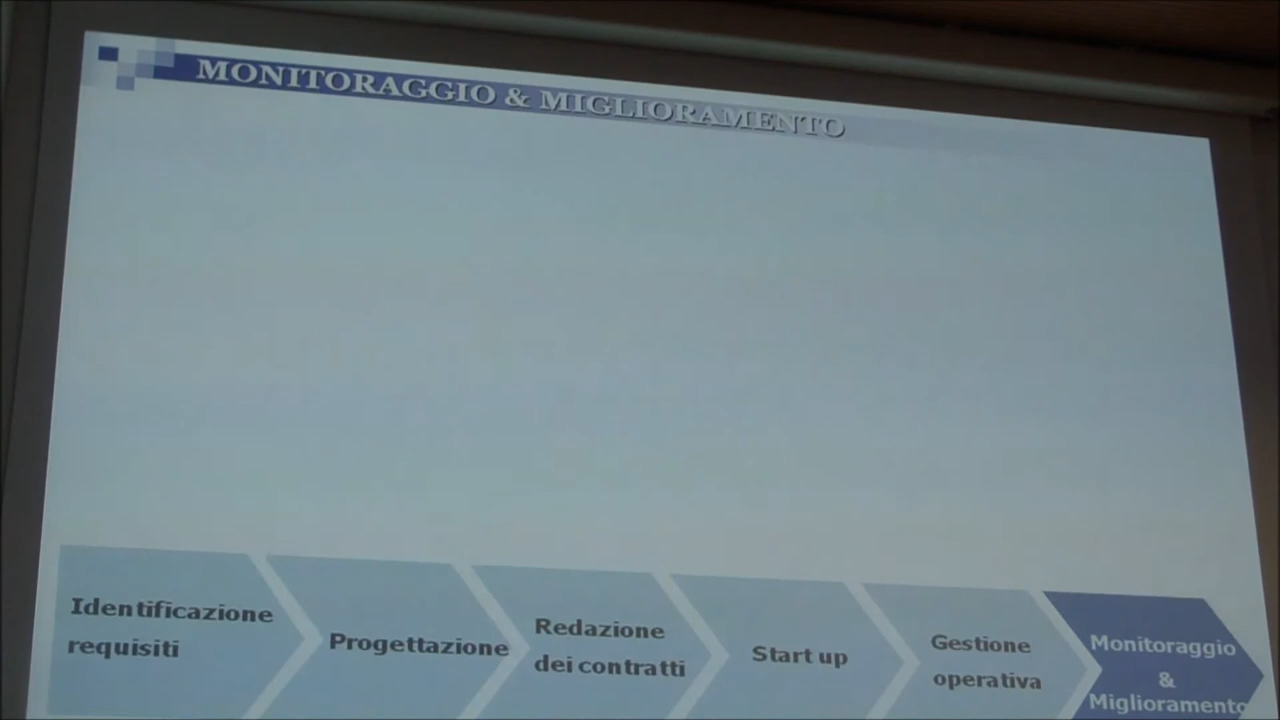 MONITORAGGIO & MIGLIORAMENTO
Identificazione
requisiti
Progettazione
Redazione
dei contratti
Start up
Gestione
operativa
Monitoraggio
&
Miglioramento